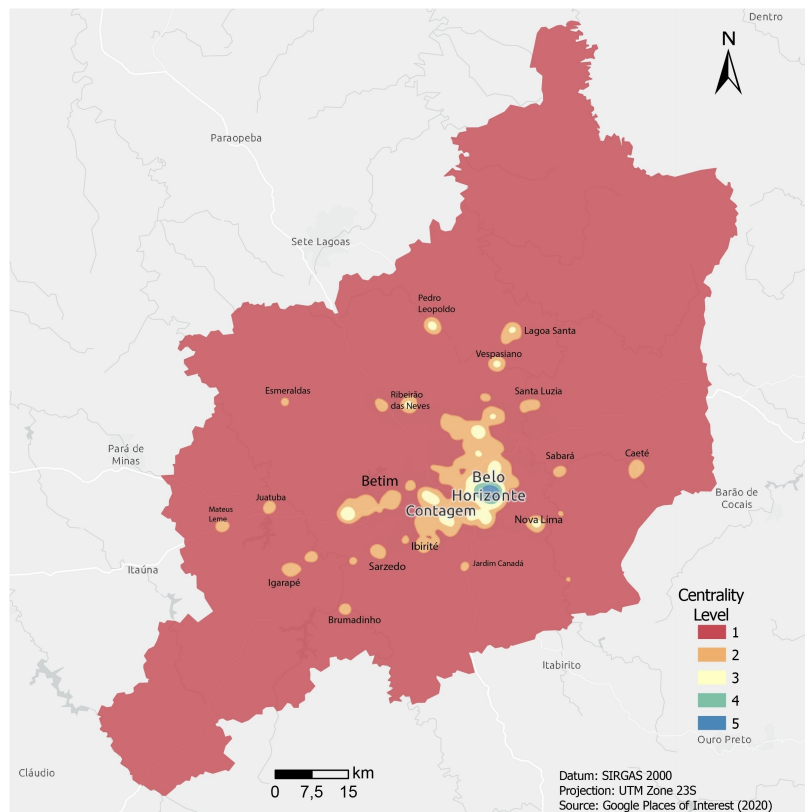 Dentro
N
Paraopeba
Sete Lagoas
Pedro
Leopoldo
Lagoa Santa
Vespasiano
Esmeraldas
Ribeirão
das Neves
Santa Luzia
Pará de
Minas
Sabará
Caeté
Betim
Belo
Horizonte
Barão de
Cocais
Juatuba
Mateus
Leme
Contagem
Nova Lima
Ibirité
Itaúna
Sarzedo
Jardim Canadá
Igarapé
Brumadinho
Centrality
Level
1
2
3
4
5
Itabirito
Ouro Preto
Cláudio
km
0 7,5 15
Datum: SIRGAS 2000
Projection: UTM Zone 23S
Source: Google Places of Interest (2020)